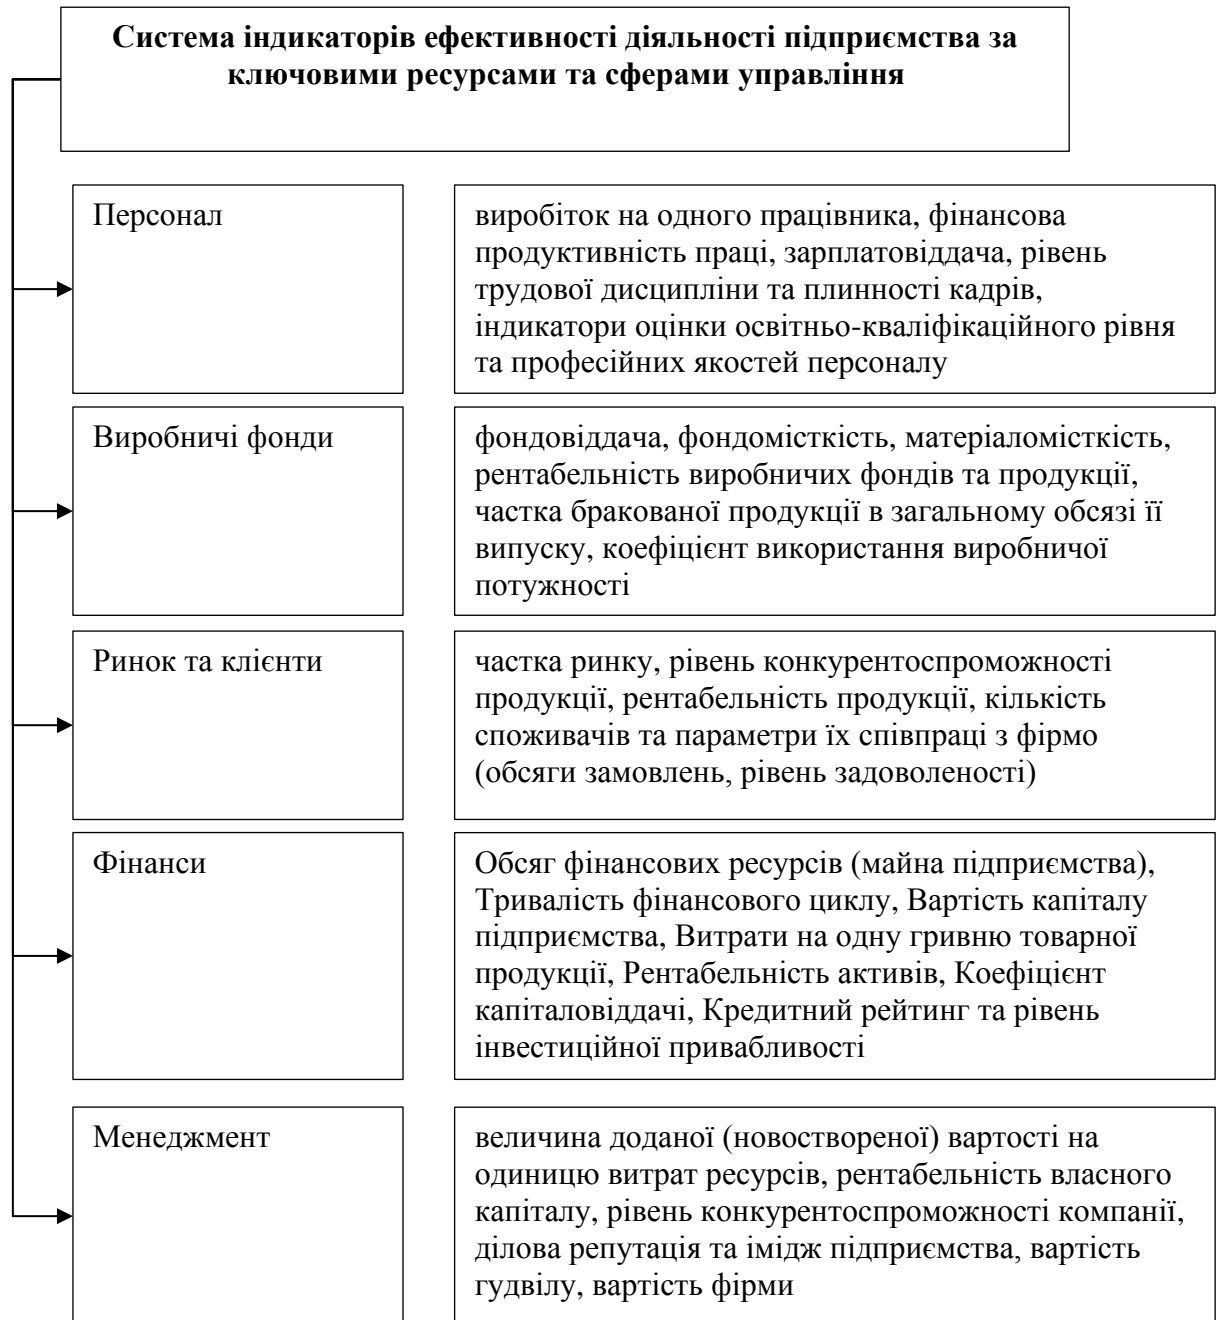 Система індикаторів ефективності діяльності підприємства за
ключовими ресурсами та сферами управління
Персонал
виробіток на одного працівника, фінансова
продуктивність праці, зарплатовіддача, рівень
трудової дисципліни та плинності кадрів,
індикатори оцінки освітньо-кваліфікаційного рівня
та професійних якостей персоналу
Виробничі фонди
фондовіддача, фондомісткість, матеріаломісткість,
рентабельність виробничих фондів та продукції,
частка бракованої продукції в загальному обсязі її
випуску, коефіцієнт використання виробничої
потужності
Ринок та клієнти
частка ринку, рівень конкурентоспроможності
продукції, рентабельність продукції, кількість
споживачів та параметри їх співпраці з фірмо
(обсяги замовлень, рівень задоволеності)
Фінанси
Обсяг фінансових ресурсів (майна підприємства),
Тривалість фінансового циклу, Вартість капіталу
підприємства, Витрати на одну гривню товарної
продукції, Рентабельність активів, Коефіцієнт
капіталовіддачі, Кредитний рейтинг та рівень
інвестиційної привабливості
Менеджмент
величина доданої (новоствореної) вартості на
одиницю витрат ресурсів, рентабельність власного
капіталу, рівень конкурентоспроможності компанії,
ділова репутація та імідж підприємства, вартість
гудвілу, вартість фірми